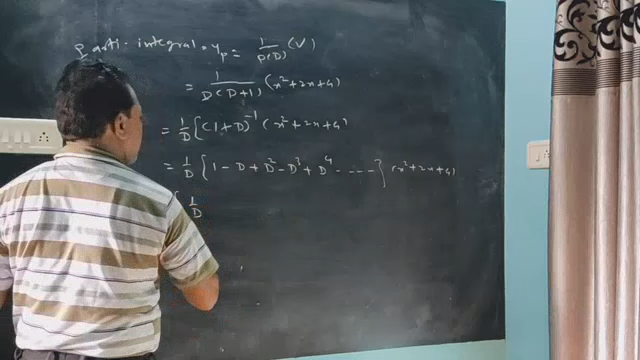 Parti. integral = yp = 1/P(D) (V)
= 1/D(D+1) (x²+2x+4)
= 1/D [(1+D)⁻¹ (x²+2x+4)
= 1/D {1 - D + D² - D³ + D⁴ - ----} (x²+2x+4)
[1/D